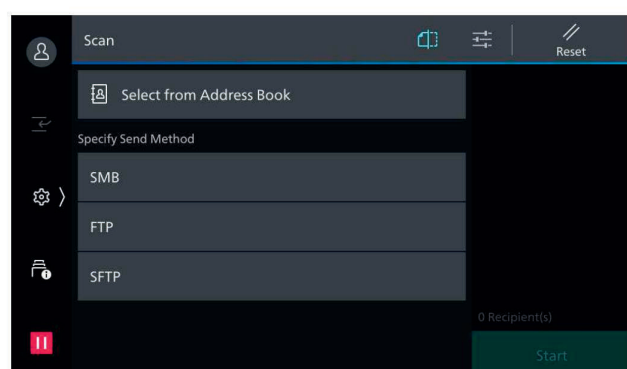 Scan
Reset
Select from Address Book
Specify Send Method
SMB
FTP
SFTP
0 Recipient(s)
Start